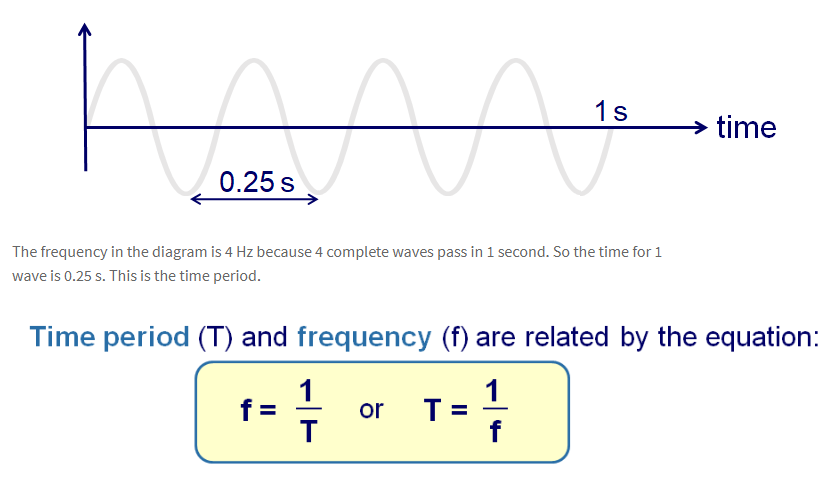 1 s
time
0.25 s
The frequency in the diagram is 4 Hz because 4 complete waves pass in 1 second. So the time for 1
wave is 0.25 s. This is the time period.
Time period (T) and frequency (f) are related by the equation:
f = 1/T or T = 1/f